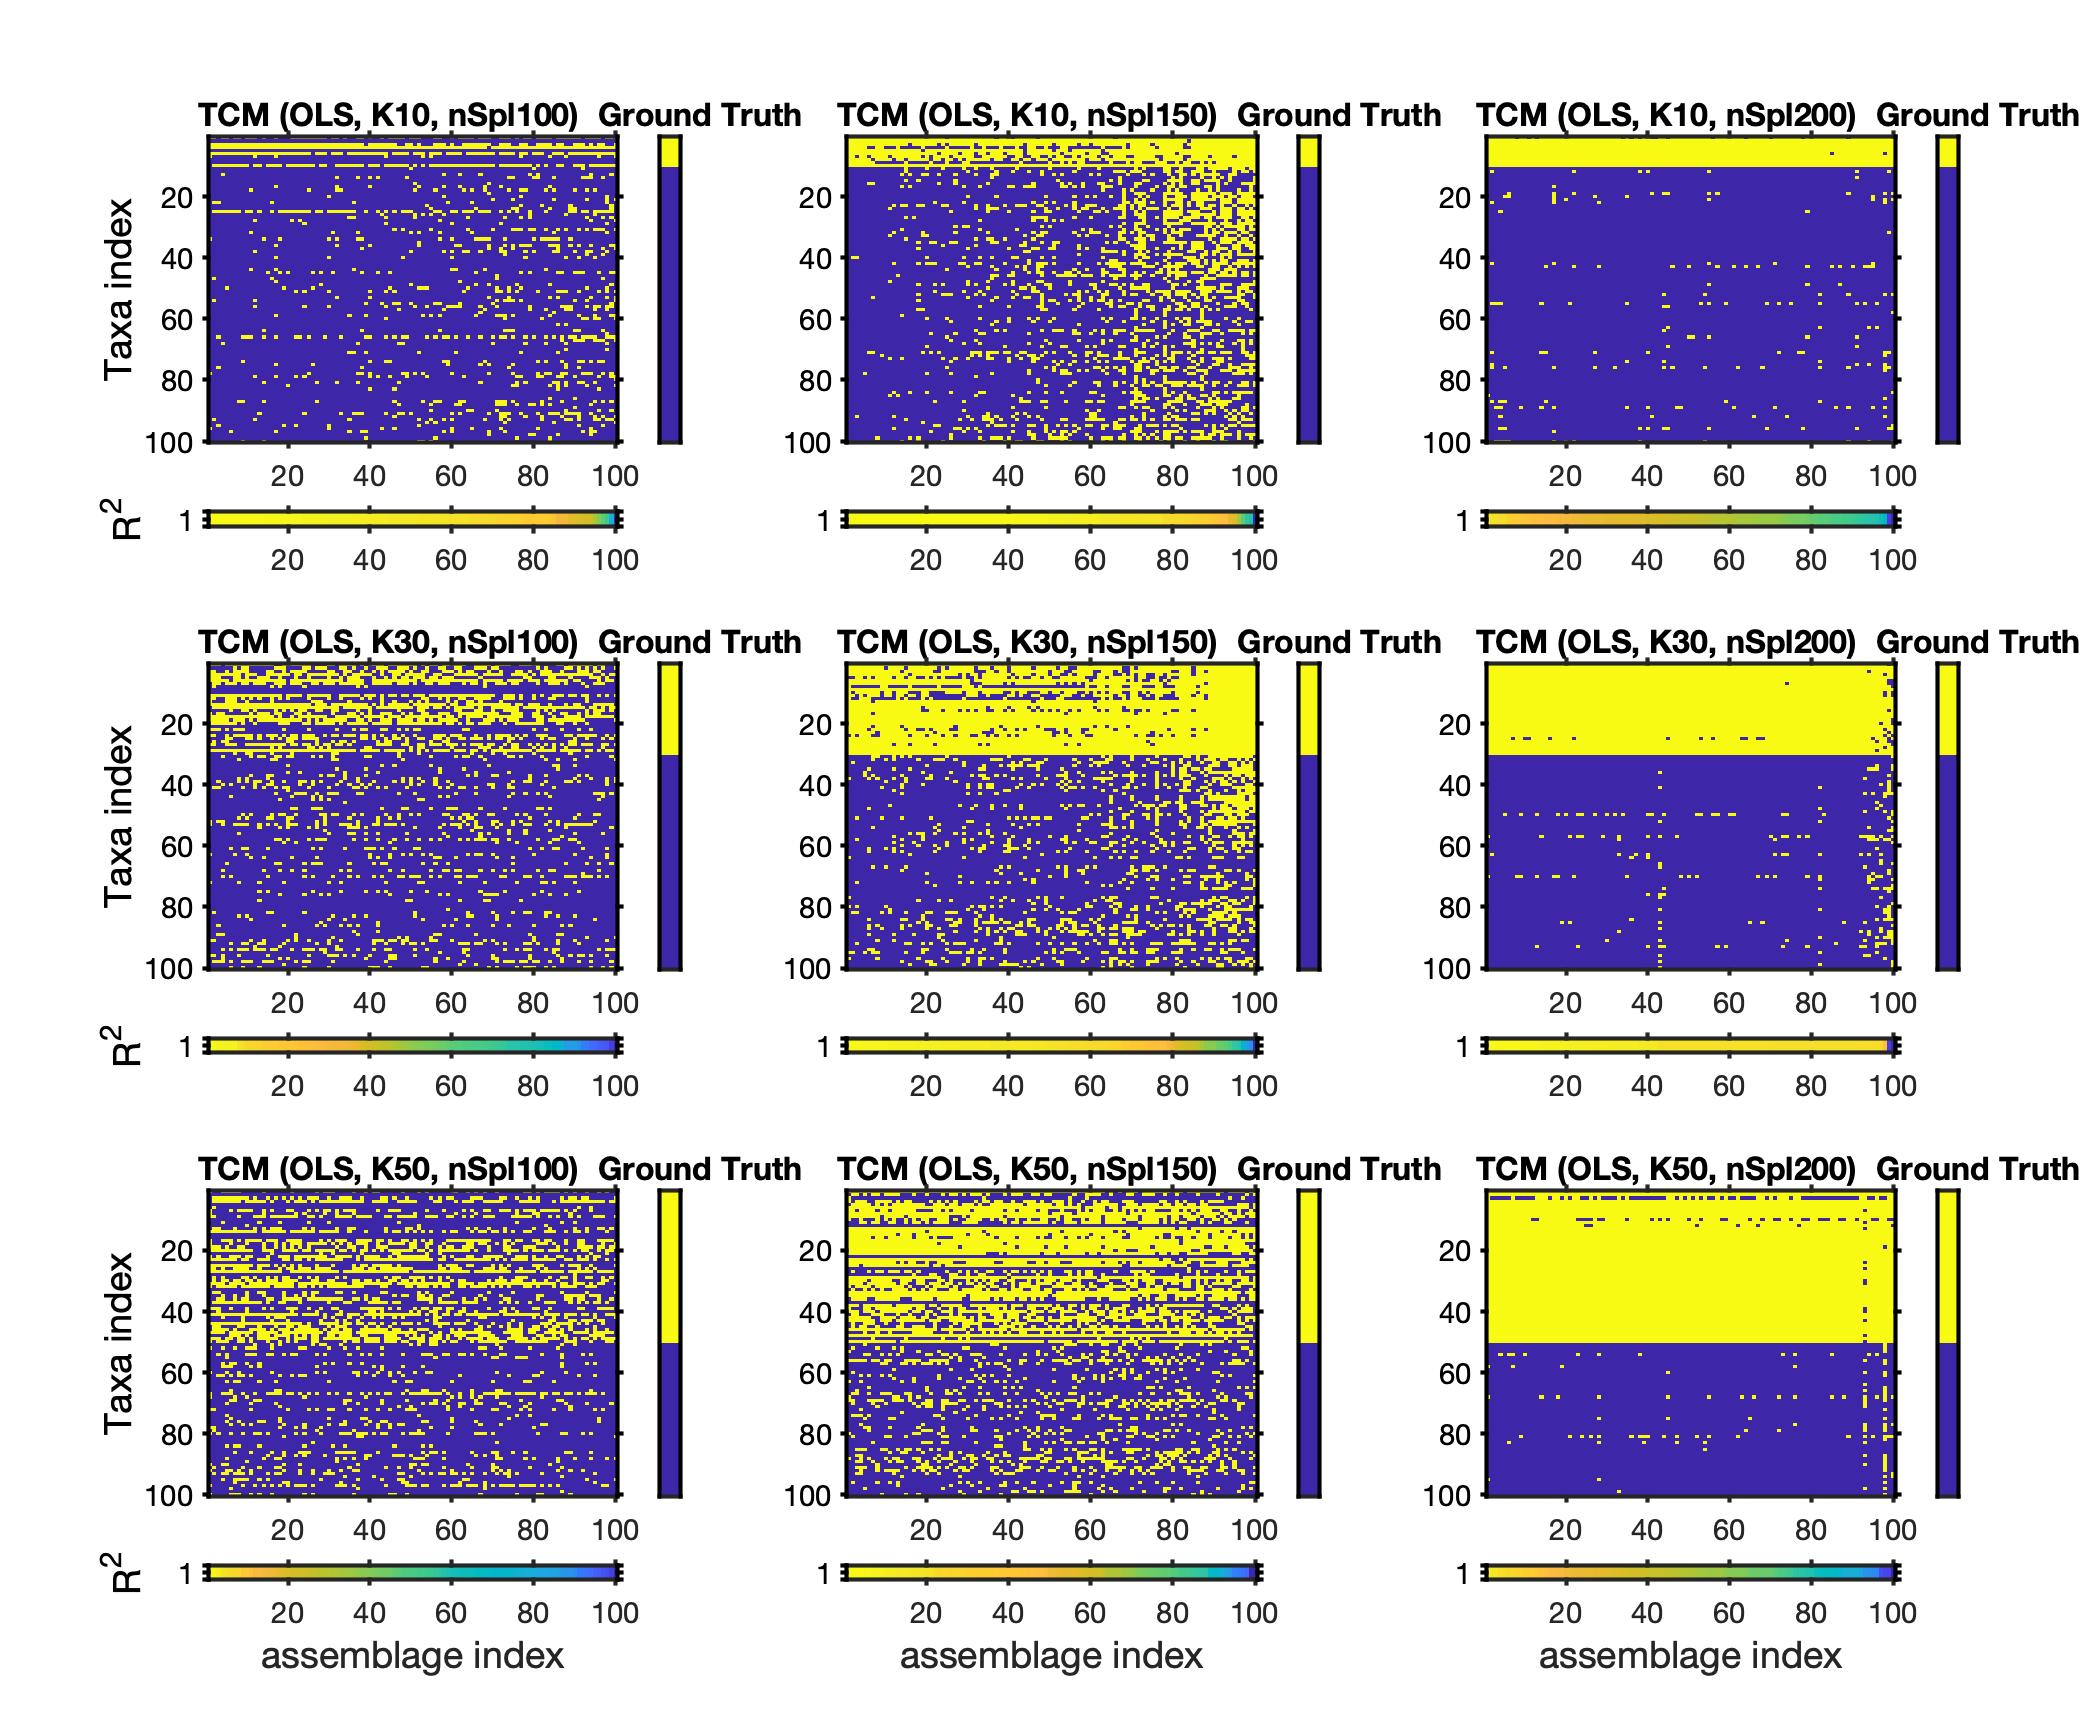 TCM (OLS, K10, nSpl100) Ground Truth TCM (OLS, K10, nSpl150) Ground Truth TCM (OLS, K10, nSpl200) Ground Truth
Taxa index
20 20 20
40 40 40
60 60 60
80 80 80
100 100 100
20 40 60 80 100 20 40 60 80 100 20 40 60 80 100
R2 1 1 1
20 40 60 80 100 20 40 60 80 100 20 40 60 80 100
TCM (OLS, K30, nSpl100) Ground Truth TCM (OLS, K30, nSpl150) Ground Truth TCM (OLS, K30, nSpl200) Ground Truth
Taxa index
20 20 20
40 40 40
60 60 60
80 80 80
100 100 100
20 40 60 80 100 20 40 60 80 100 20 40 60 80 100
R2 1 1 1
20 40 60 80 100 20 40 60 80 100 20 40 60 80 100
TCM (OLS, K50, nSpl100) Ground Truth TCM (OLS, K50, nSpl150) Ground Truth TCM (OLS, K50, nSpl200) Ground Truth
Taxa index
20 20 20
40 40 40
60 60 60
80 80 80
100 100 100
20 40 60 80 100 20 40 60 80 100 20 40 60 80 100
R2 1 1 1
20 40 60 80 100 20 40 60 80 100 20 40 60 80 100
assemblage index assemblage index assemblage index